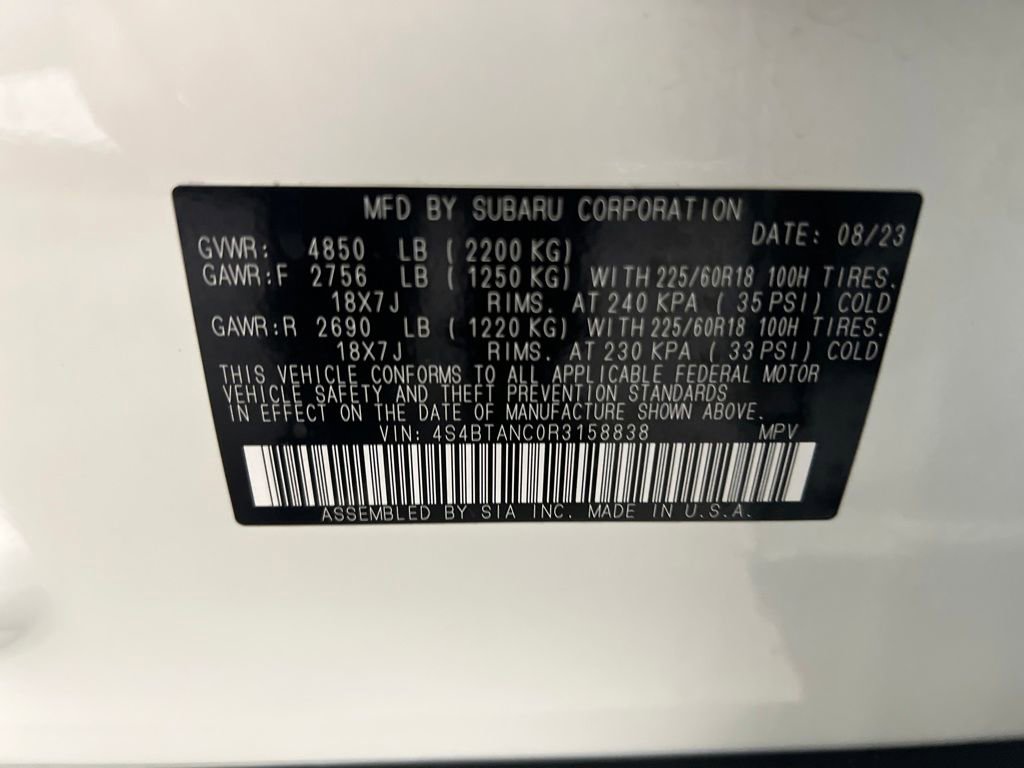 MFD BY SUBARU CORPORATION
DATE: 08/23
GVWR: 4850 LB (2200 KG)
GAWR:F 2756 LB (1250 KG) WITH 225/60R18 100H TIRES.
18X7J RIMS. AT 240 KPA (35 PSI) COLD
GAWR:R 2690 LB (1220 KG) WITH 225/60R18 100H TIRES.
18X7J RIMS. AT 230 KPA (33 PSI) COLD
THIS VEHICLE CONFORMS TO ALL APPLICABLE FEDERAL MOTOR
VEHICLE SAFETY AND THEFT PREVENTION STANDARDS
IN EFFECT ON THE DATE OF MANUFACTURE SHOWN ABOVE.
VIN: 4S4BTANC0R3158838 MPV
ASSEMBLED BY SIA INC. MADE IN U.S.A.